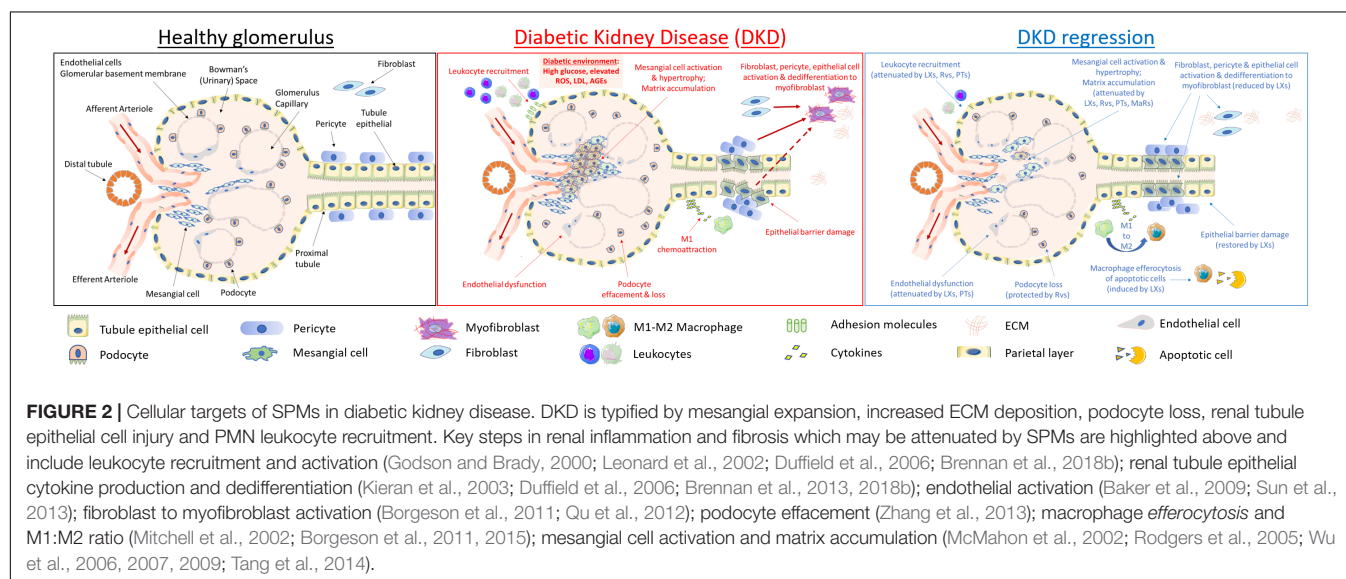 Healthy glomerulus
Endothelial cells
Glomerular basement membrane
Bowman's
(Urinary) Space
Fibroblast
Glomerulus
Capillary
Tubule
epithelial
Afferent Arteriole
Pericyte
Distal tubule
Proximal
tubule
Efferent Arteriole
Mesangial cell
Podocyte
Diabetic Kidney Disease (DKD)
Leukocyte recruitment
Diabetic environment:
High glucose, elevated
ROS, LDL, AGEs
Mesangial cell activation
& hypertrophy;
Matrix accumulation
Fibroblast, pericyte, epithelial cell
activation & dedifferentiation to
myofibroblast
M1
chemoattraction
Epithelial barrier damage
Endothelial dysfunction
Podocyte
effacement & loss
DKD regression
Leukocyte recruitment
(attenuated by LXs, Rvs, PTs)
Mesangial cell activation &
hypertrophy;
Matrix accumulation
(attenuated by
LXs, Rvs, PTs, MaRs)
Fibroblast, pericyte & epithelial cell
activation & dedifferentiation to
myofibroblast (reduced by LXs)
M1
to
M2
Epithelial barrier damage
(restored by LXs)
Macrophage efferocytosis
of apoptotic cells
(induced by LXs)
Endothelial dysfunction
(attenuated by LXs, PTs)
Podocyte loss
(protected by Rvs)
Tubule epithelial cell
Pericyte
Myofibroblast
M1-M2 Macrophage
Adhesion molecules
ECM
Endothelial cell
Podocyte
Mesangial cell
Fibroblast
Leukocytes
Cytokines
Parietal layer
Apoptotic cell
FIGURE 2 | Cellular targets of SPMs in diabetic kidney disease. DKD is typified by mesangial expansion, increased ECM deposition, podocyte loss, renal tubule
epithelial cell injury and PMN leukocyte recruitment. Key steps in renal inflammation and fibrosis which may be attenuated by SPMs are highlighted above and
include leukocyte recruitment and activation (Godson and Brady, 2000; Leonard et al., 2002; Duffield et al., 2006; Brennan et al., 2018b); renal tubule epithelial
cytokine production and dedifferentiation (Kieran et al., 2003; Duffield et al., 2006; Brennan et al., 2013, 2018b); endothelial activation (Baker et al., 2009; Sun et al.,
2013); fibroblast to myofibroblast activation (Borgeson et al., 2011; Qu et al., 2012); podocyte effacement (Zhang et al., 2013); macrophage efferocytosis and
M1:M2 ratio (Mitchell et al., 2002; Borgeson et al., 2011, 2015); mesangial cell activation and matrix accumulation (McMahon et al., 2002; Rodgers et al., 2005; Wu
et al., 2006, 2007, 2009; Tang et al., 2014).